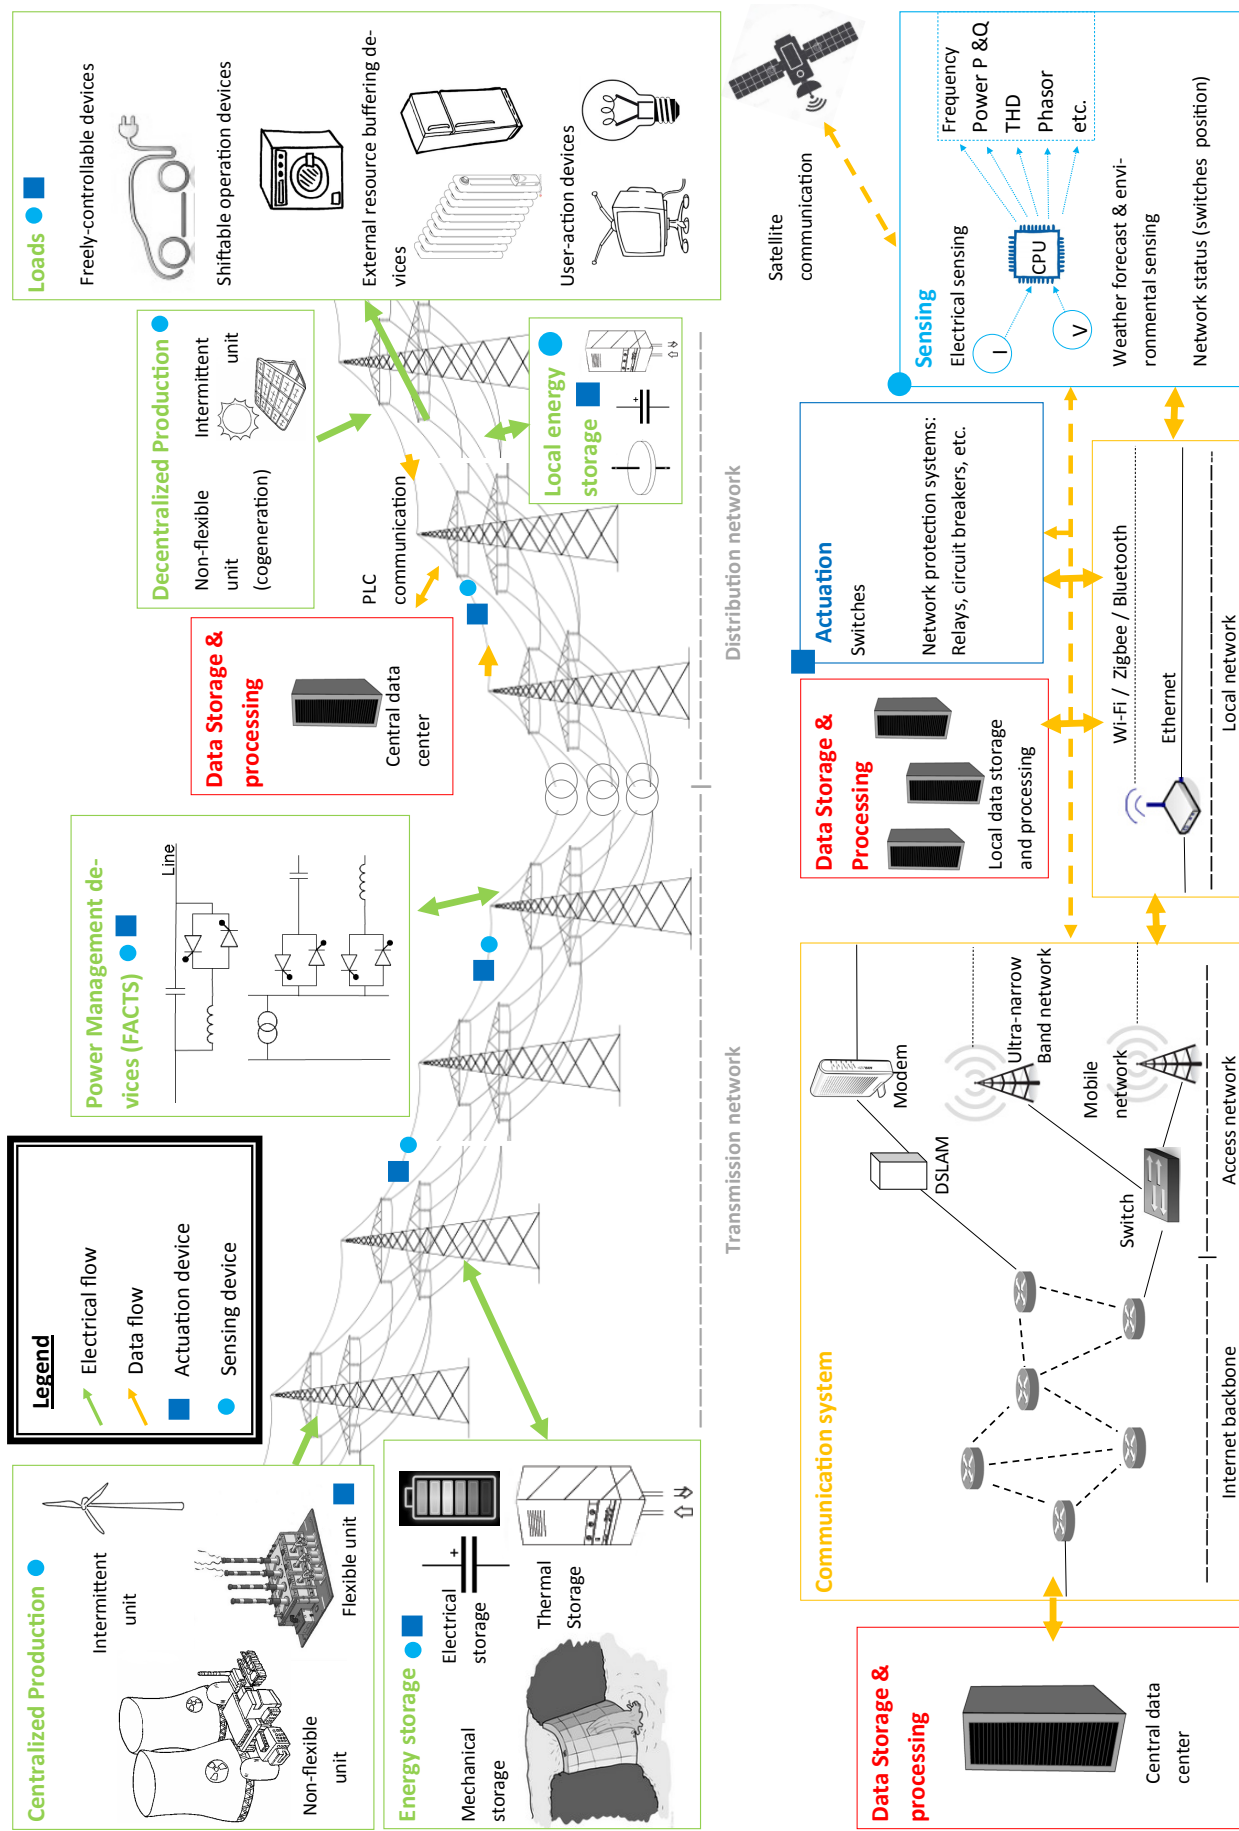 Legend
Electrical flow
Data flow
Actuation device
Sensing device
Centralized Production
Intermittent
unit
Non-flexible
unit
Flexible unit
Energy storage
Mechanical
storage
Electrical
storage
+
Thermal
Storage
Power Management de-
vices (FACTS)
Line
Data Storage &
processing
Central data
center
PLC
communication
Decentralized Production
Non-flexible
unit
(cogeneration)
Intermittent
unit
Local energy
storage
+
Loads
Freely-controllable devices
Shiftable operation devices
External resource buffering de-
vices
User-action devices
Transmission network
Distribution network
Data Storage &
processing
Central data
center
Communication system
Modem
DSLAM
Ultra-narrow
Band network
Mobile
network
Switch
Internet backbone
Access network
Data Storage &
Processing
Local data storage
and processing
Actuation
Switches
Network protection systems:
Relays, circuit breakers, etc.
Wi-Fi / Zigbee / Bluetooth
Ethernet
Local network
Satellite
communication
Sensing
Electrical sensing
I
V
CPU
Frequency
Power P &Q
THD
Phasor
etc.
Weather forecast & envi-
ronmental sensing
Network status (switches position)